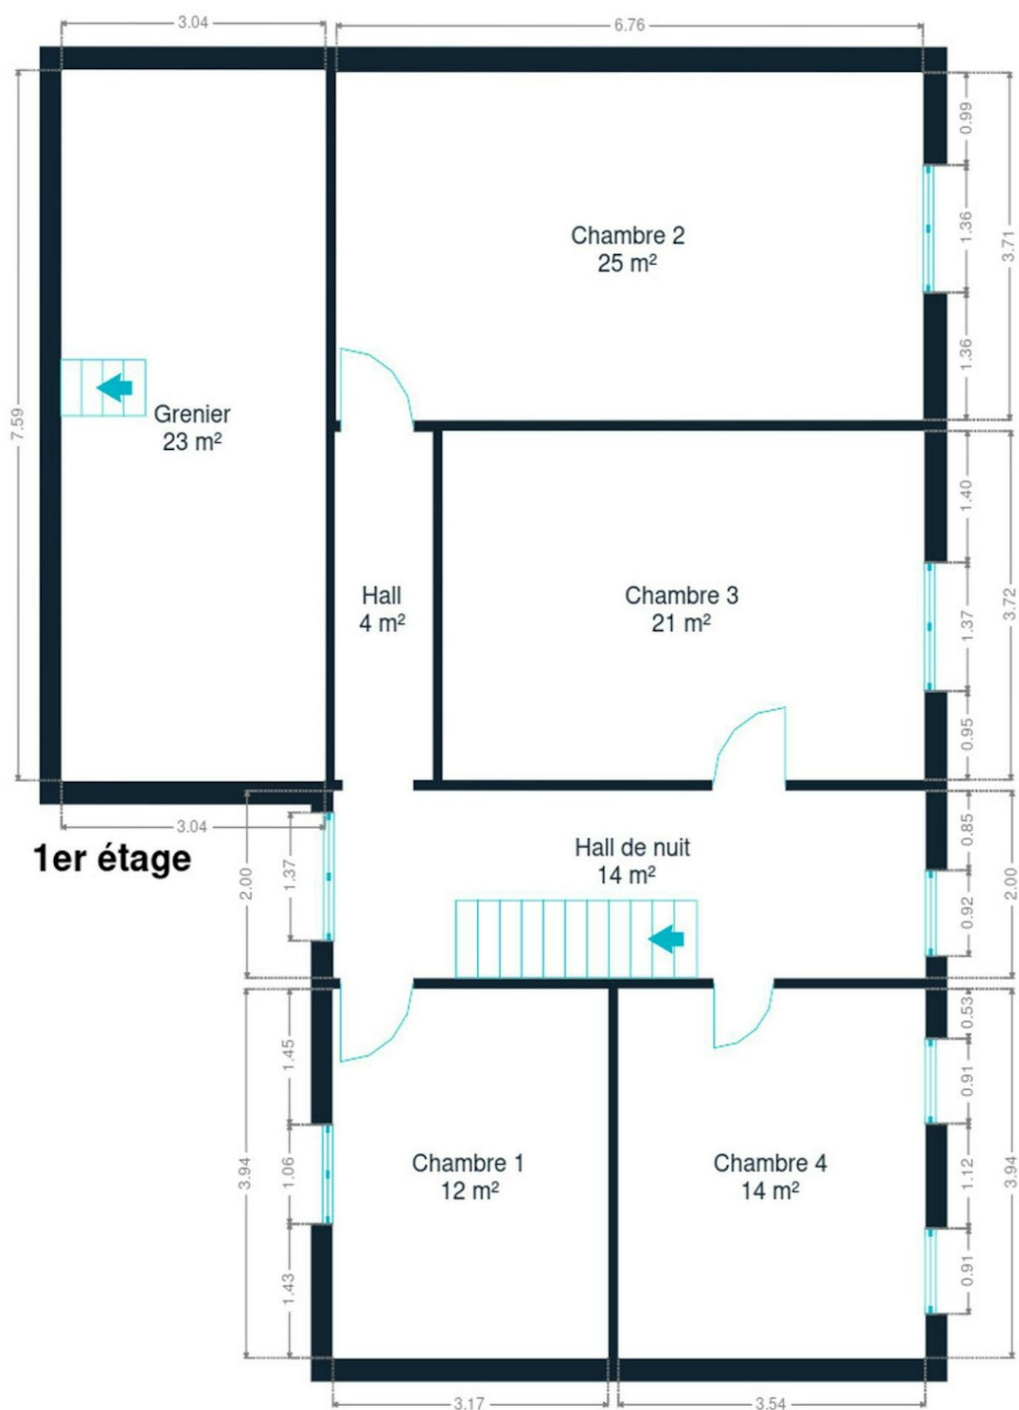 3.04
6.76
0.99
1.36
3.71
Chambre 2
25 m²
1.36
7.59
Grenier
23 m²
1.40
Hall
4 m²
Chambre 3
21 m²
1.37
3.72
0.95
3.04
1er étage
1.37
2.00
Hall de nuit
14 m²
0.85
0.92
2.00
0.53
1.45
0.91
Chambre 1
12 m²
Chambre 4
14 m²
1.06
3.94
1.12
3.94
1.43
0.91
3.17
3.54